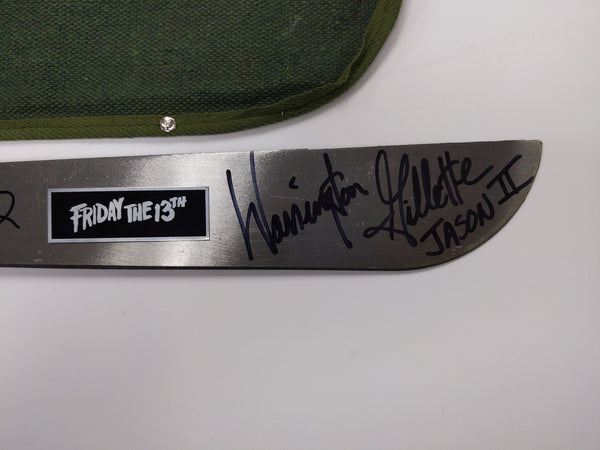 FRIDAY THE 13TH
Warrington Gillette
JASON II